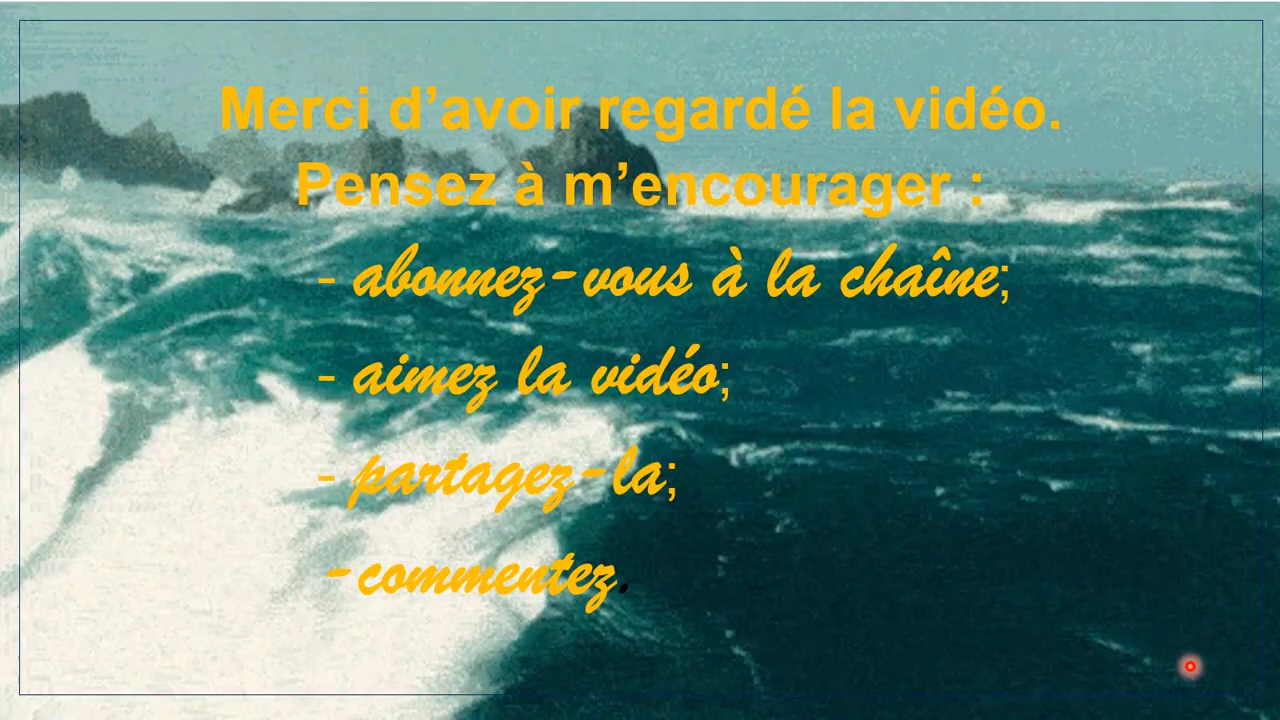 Merci d’avoir regardé la vidéo.
Pensez à m’encourager :
- abonnez-vous à la chaîne;
- aimez la vidéo;
- partagez-la;
-commentez.